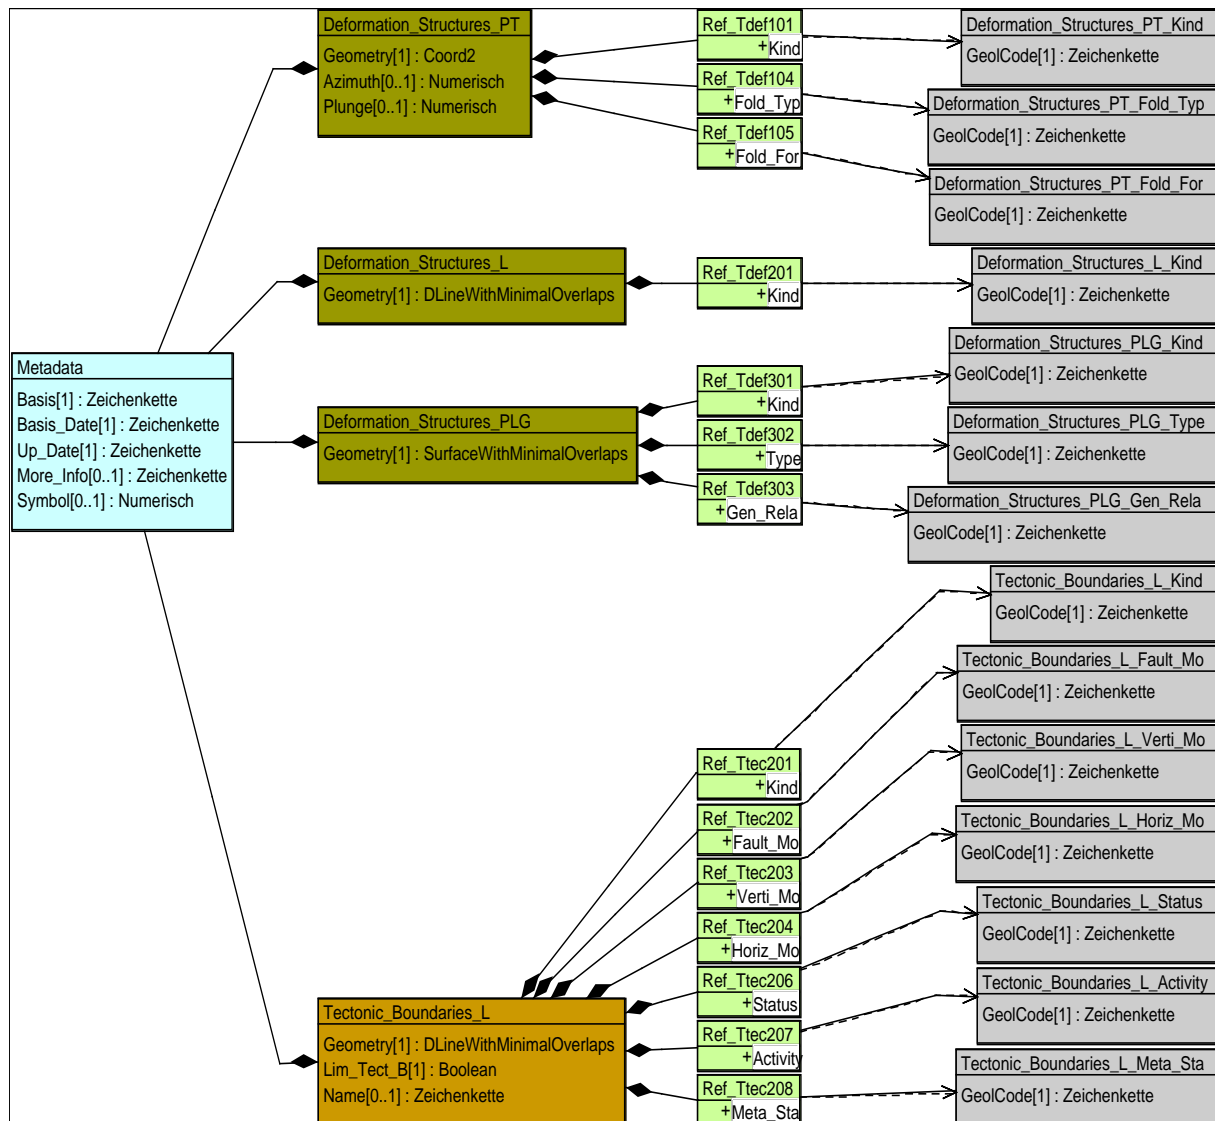 Deformation_Structures_PT
Geometry[1] : Coord2
Azimuth[0..1] : Numerisch
Plunge[0..1] : Numerisch
Ref_Tdef101
+Kind
Deformation_Structures_PT_Kind
GeolCode[1] : Zeichenkette
Ref_Tdef104
+Fold_Typ
Deformation_Structures_PT_Fold_Typ
GeolCode[1] : Zeichenkette
Ref_Tdef105
+Fold_For
Deformation_Structures_PT_Fold_For
GeolCode[1] : Zeichenkette
Deformation_Structures_L
Geometry[1] : DLineWithMinimalOverlaps
Ref_Tdef201
+Kind
Deformation_Structures_L_Kind
GeolCode[1] : Zeichenkette
Metadata
Basis[1] : Zeichenkette
Basis_Date[1] : Zeichenkette
Up_Date[1] : Zeichenkette
More_Info[0..1] : Zeichenkette
Symbol[0..1] : Numerisch
Deformation_Structures_PLG
Geometry[1] : SurfaceWithMinimalOverlaps
Ref_Tdef301
+Kind
Deformation_Structures_PLG_Kind
GeolCode[1] : Zeichenkette
Ref_Tdef302
+Type
Deformation_Structures_PLG_Type
GeolCode[1] : Zeichenkette
Ref_Tdef303
+Gen_Rela
Deformation_Structures_PLG_Gen_Rela
GeolCode[1] : Zeichenkette
Tectonic_Boundaries_L
Geometry[1] : DLineWithMinimalOverlaps
Lim_Tect_B[1] : Boolean
Name[0..1] : Zeichenkette
Ref_Ttec201
+Kind
Tectonic_Boundaries_L_Kind
GeolCode[1] : Zeichenkette
Ref_Ttec202
+Fault_Mo
Tectonic_Boundaries_L_Fault_Mo
GeolCode[1] : Zeichenkette
Ref_Ttec203
+Verti_Mo
Tectonic_Boundaries_L_Verti_Mo
GeolCode[1] : Zeichenkette
Ref_Ttec204
+Horiz_Mo
Tectonic_Boundaries_L_Horiz_Mo
GeolCode[1] : Zeichenkette
Ref_Ttec206
+Status
Tectonic_Boundaries_L_Status
GeolCode[1] : Zeichenkette
Ref_Ttec207
+Activity
Tectonic_Boundaries_L_Activity
GeolCode[1] : Zeichenkette
Ref_Ttec208
+Meta_Sta
Tectonic_Boundaries_L_Meta_Sta
GeolCode[1] : Zeichenkette